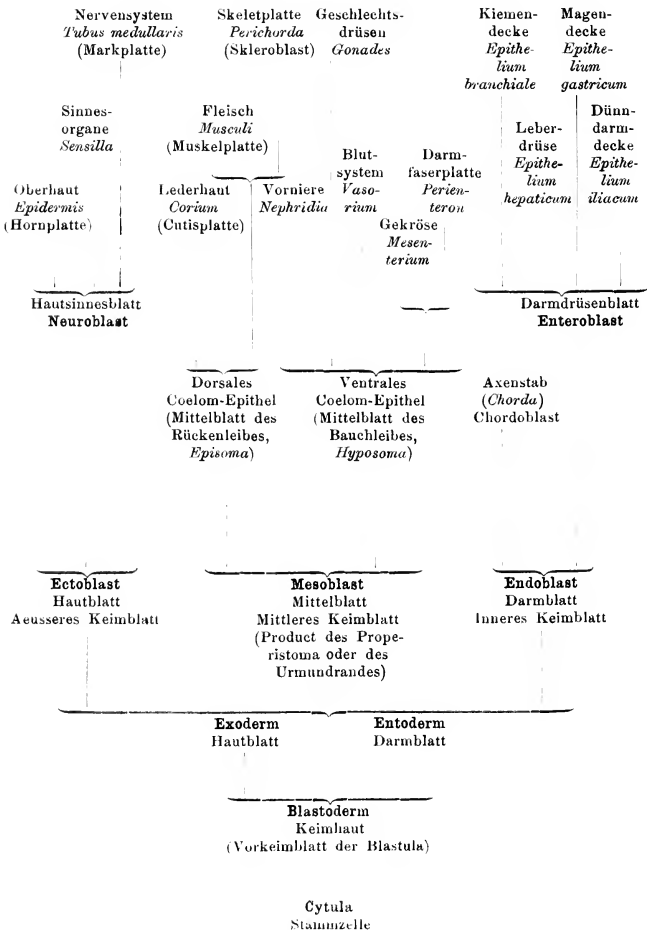 Nervensystem
Tubus medullaris
(Markplatte)
Skeletplatte
Perichorda
(Skleroblast)
Geschlechts-
drüsen
Gonades
Kiemen-
decke
Epithe-
lium
branchiale
Magen-
decke
Epithe-
lium
gastricum
Sinnes-
organe
Sensilla
Fleisch
Musculi
(Muskelplatte)
Blut-
system
Vaso-
rium
Darm-
faserplatte
Perien-
teron
Leber-
drüse
Epithe-
lium
hepaticum
Dünn-
darm-
decke
Epithe-
lium
iliacum
Oberhaut
Epidermis
(Hornplatte)
Lederhaut
Corium
(Cutisplatte)
Vorniere
Nephridia
Gekröse
Mesen-
terium
Hautsinnesblatt
Neuroblast
Darmdrüsenblatt
Enteroblast
Dorsales
Coelom-Epithel
(Mittelblatt des
Rückenleibes,
Episoma)
Ventrales
Coelom-Epithel
(Mittelblatt des
Bauchleibes,
Hyposoma)
Axenstab
(Chorda)
Chordoblast
Ectoblast
Hautblatt
Aeusseres Keimblatt
Mesoblast
Mittelblatt
Mittleres Keimblatt
(Product des Prope-
ristoma oder des
Urmundrandes)
Endoblast
Darmblatt
Inneres Keimblatt
Exoderm
Hautblatt
Entoderm
Darmblatt
Blastoderm
Keimhaut
(Vorkeimblatt der Blastula)
Cytula
Stammzelle